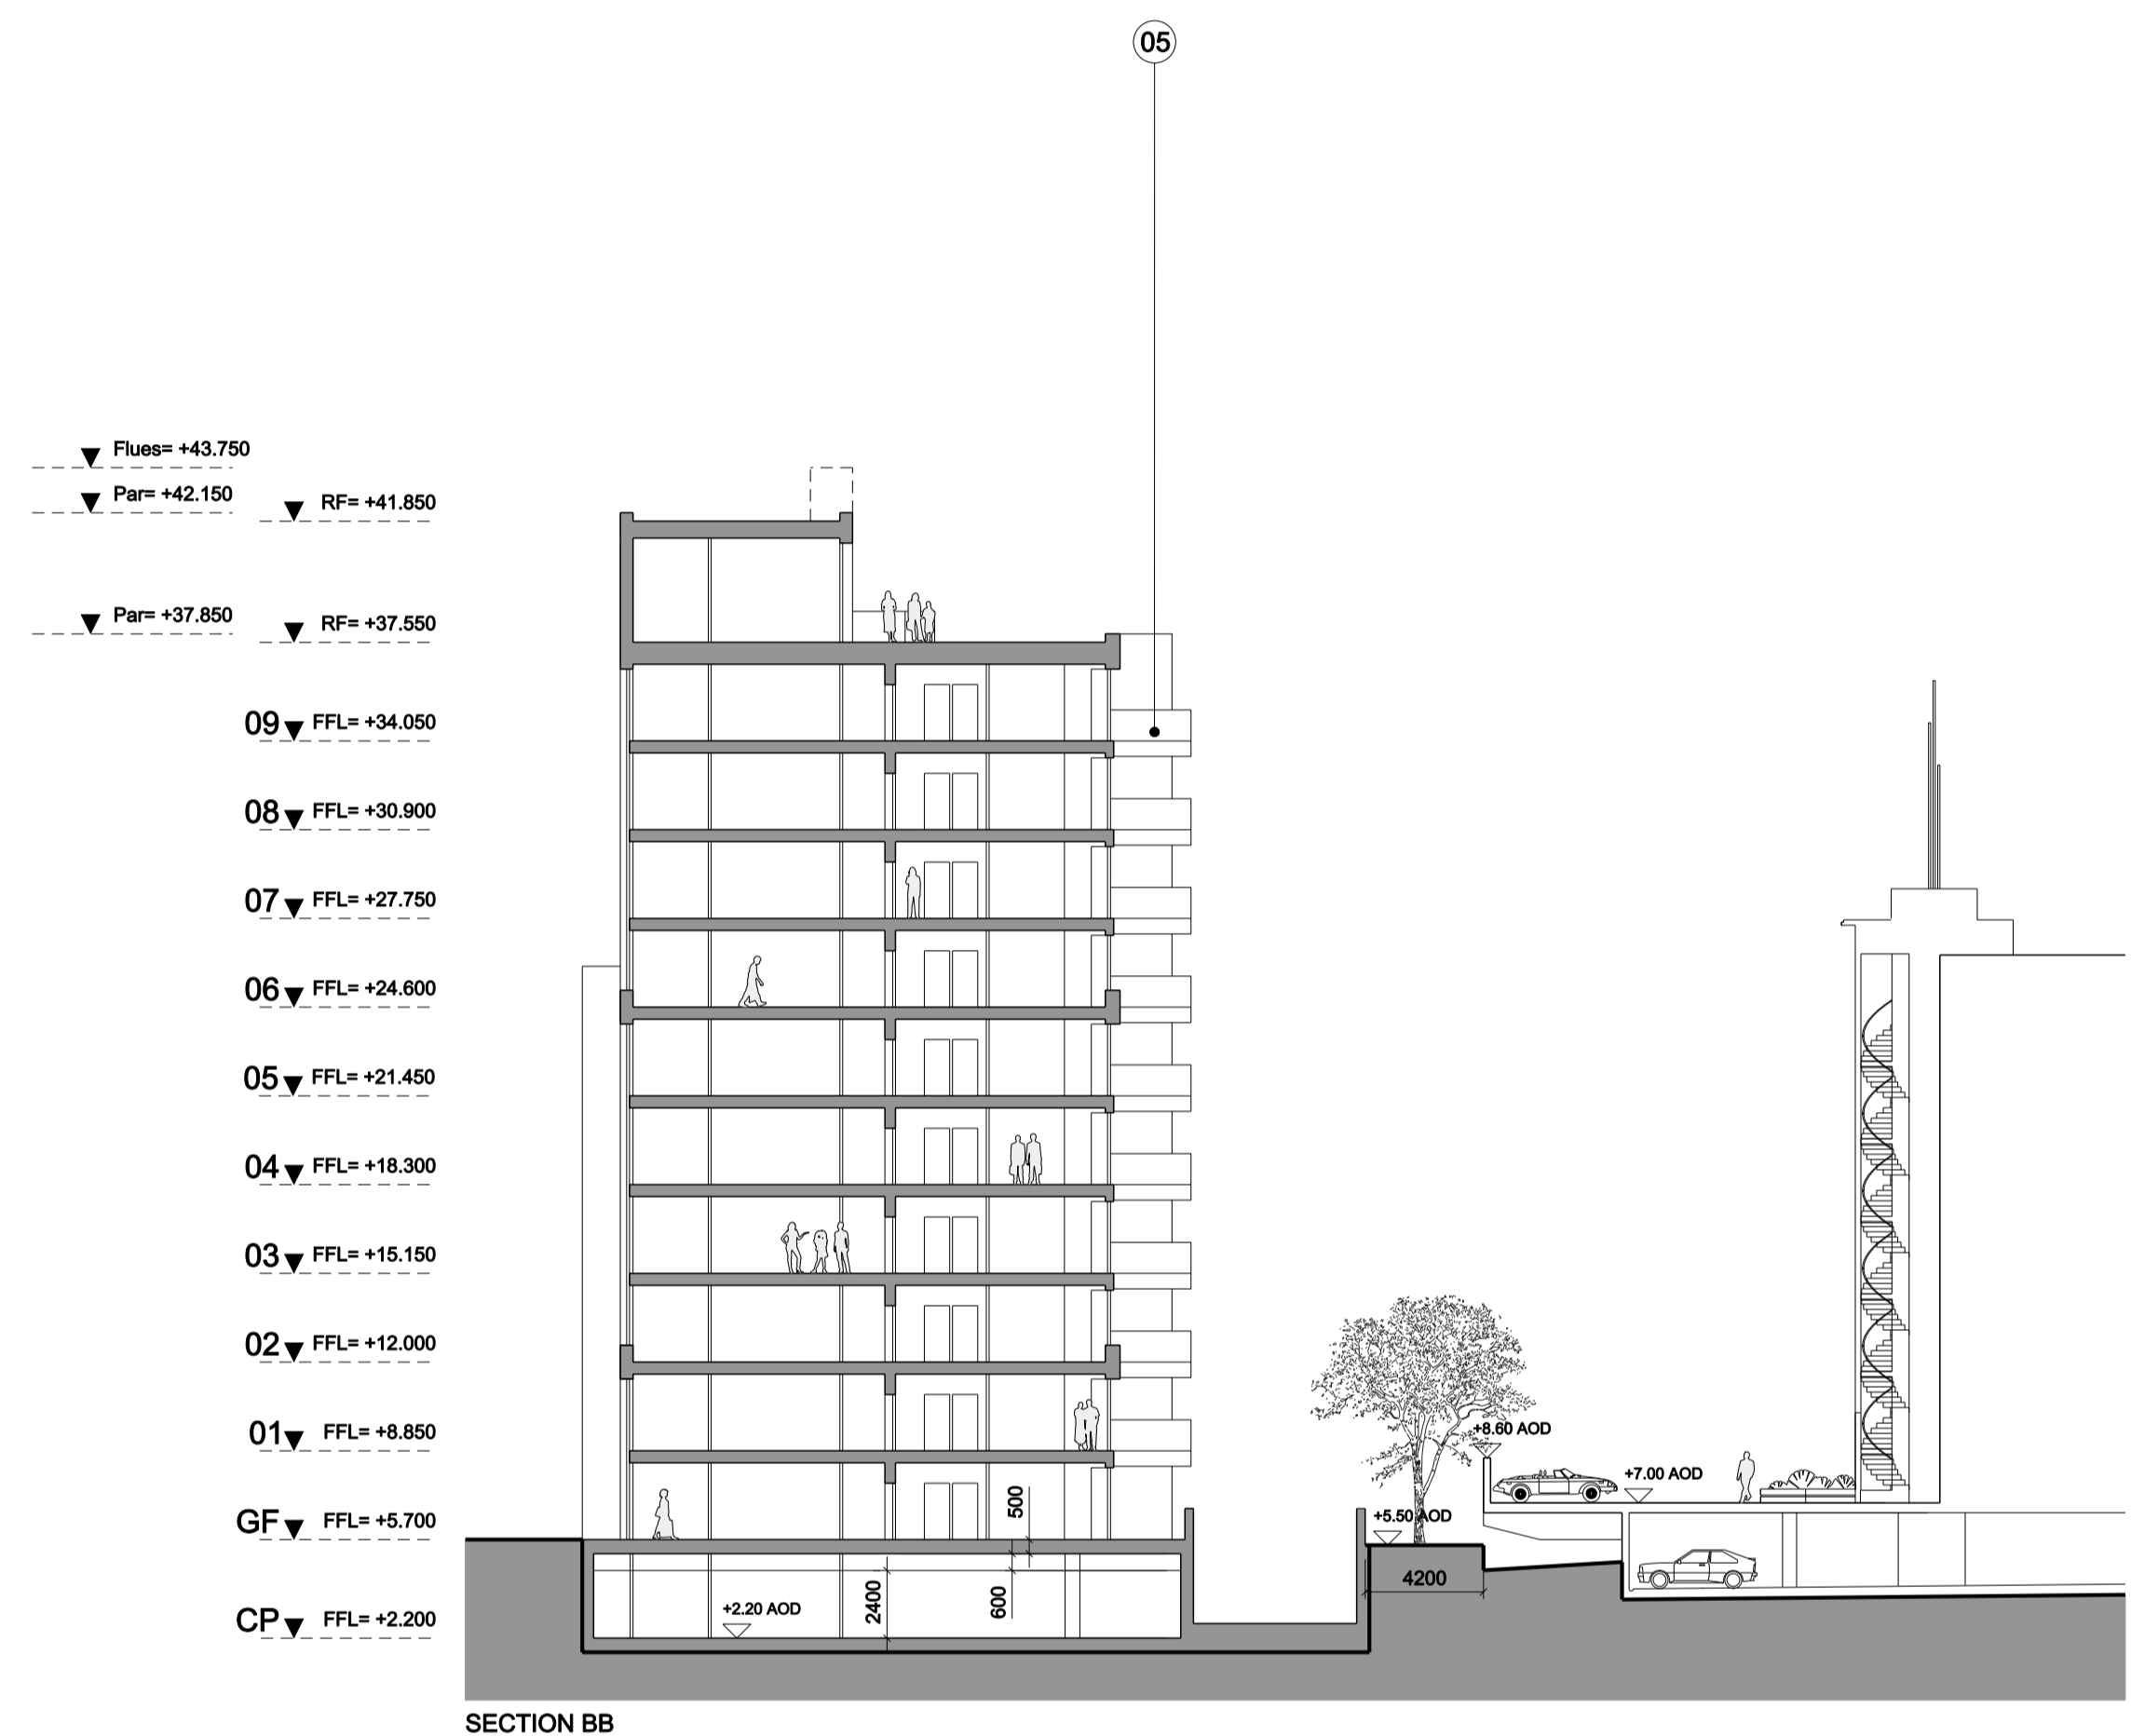 05
Flues= +43.750
Par= +42.150
RF= +41.850
Par= +37.850
RF= +37.550
09 FFL= +34.050
08 FFL= +30.900
07 FFL= +27.750
06 FFL= +24.600
05 FFL= +21.450
04 FFL= +18.300
03 FFL= +15.150
02 FFL= +12.000
01 FFL= +8.850
+8.60 AOD
+7.00 AOD
GF FFL= +5.700
500
+5.50 AOD
4200
2400
600
CP FFL= +2.200
+2.20 AOD
SECTION BB